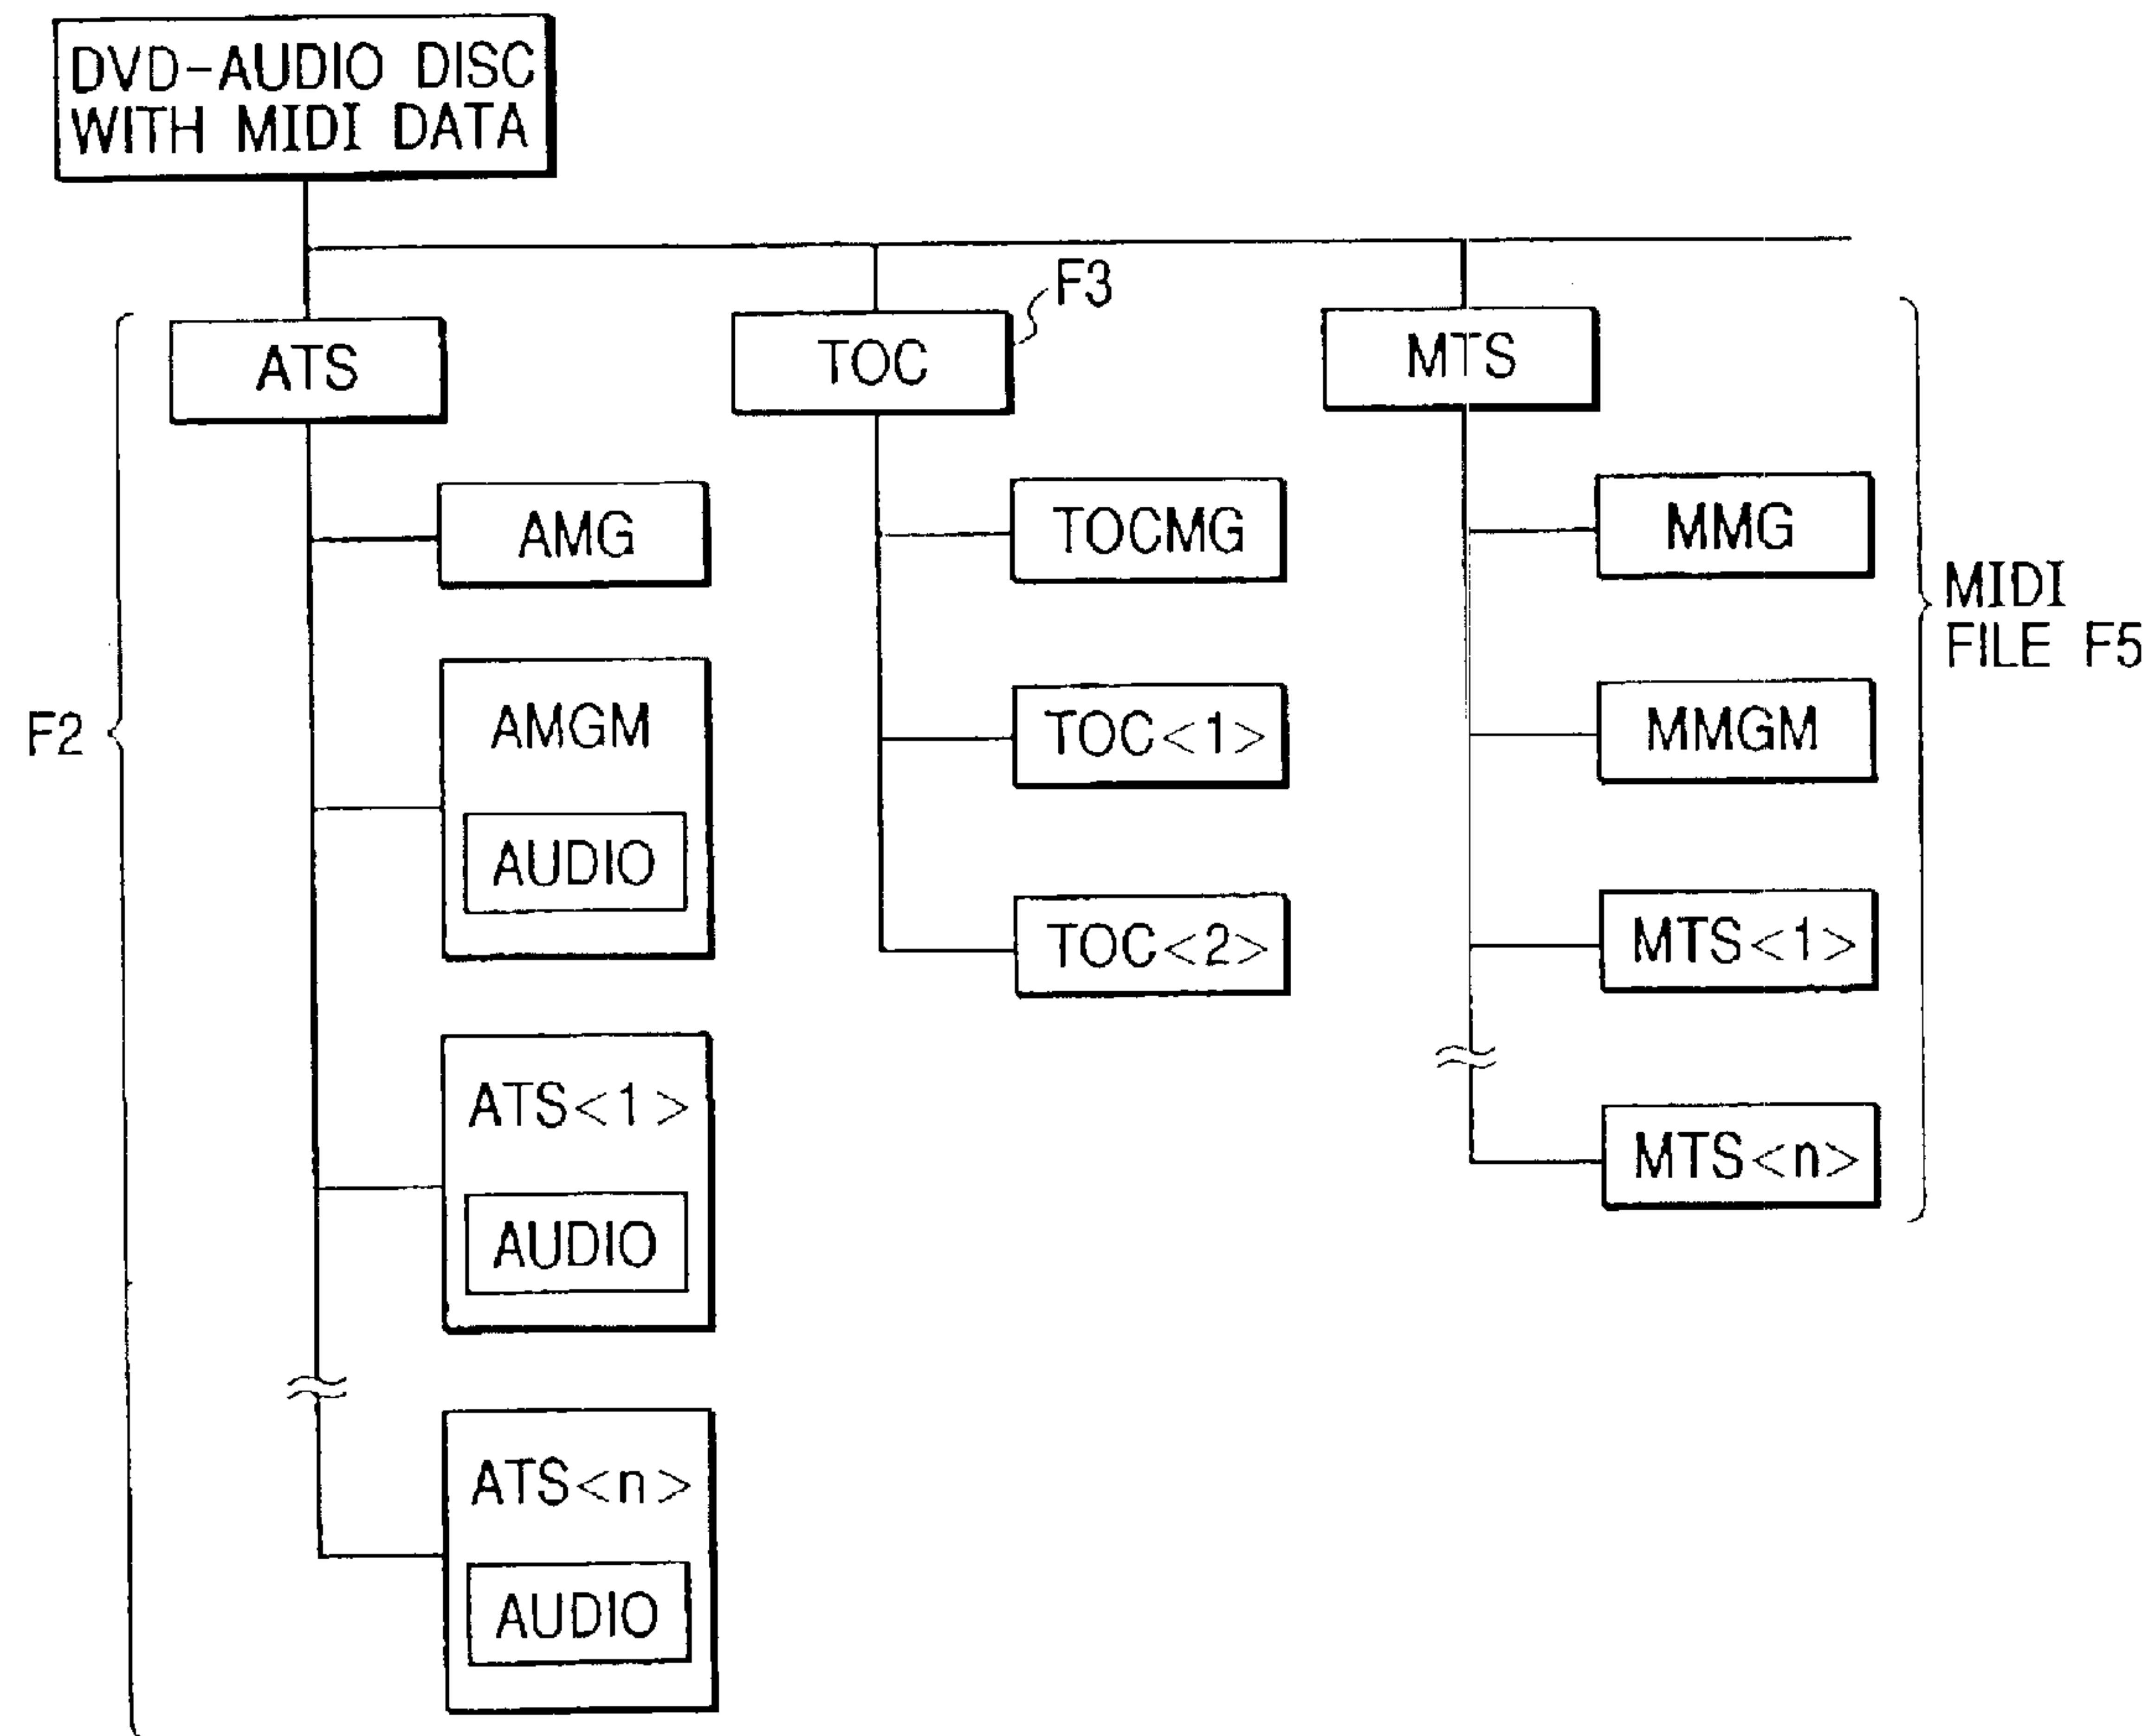 DVD-AUDIO DISC
WITH MIDI DATA
F3
ATS
TOC
MTS
AMG
TOCMG
MMG
MIDI
FILE F5
AMGM
AUDIO
TOC<1>
MMGM
F2
TOC<2>
MTS<1>
ATS<1>
AUDIO
MTS<n>
ATS<n>
AUDIO